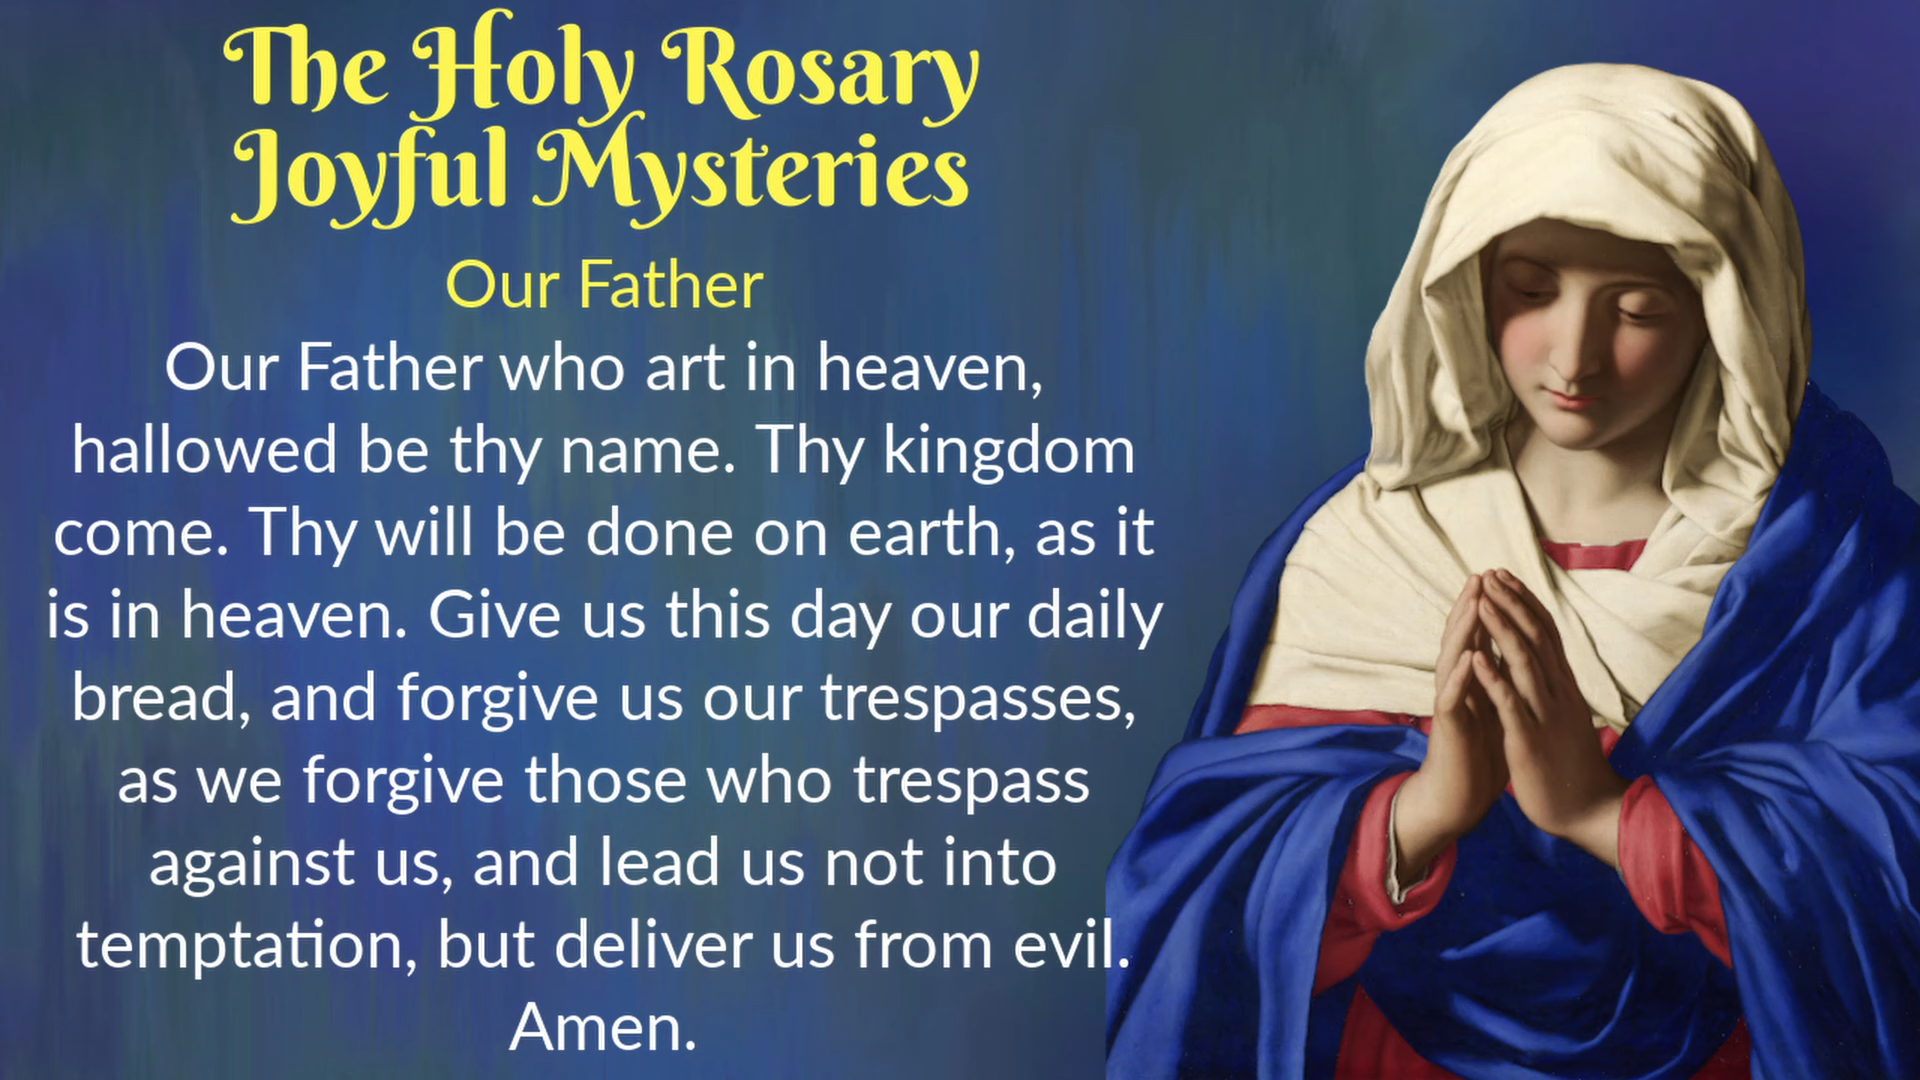 The Holy Rosary
Joyful Mysteries
Our Father
Our Father who art in heaven,
hallowed be thy name. Thy kingdom
come. Thy will be done on earth, as it
is in heaven. Give us this day our daily
bread, and forgive us our trespasses,
as we forgive those who trespass
against us, and lead us not into
temptation, but deliver us from evil.
Amen.